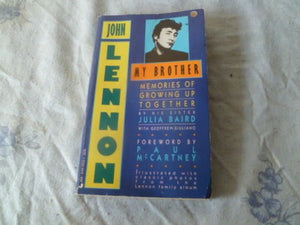 JOHN
LENNON
MY BROTHER
MEMORIES OF
GROWING UP
TOGETHER
BY HIS SISTER
JULIA BAIRD
WITH GEOFFREY GIULIANO
FOREWORD BY
PAUL
McCARTNEY
Illustrated with
classic photos
from the
Lennon family album